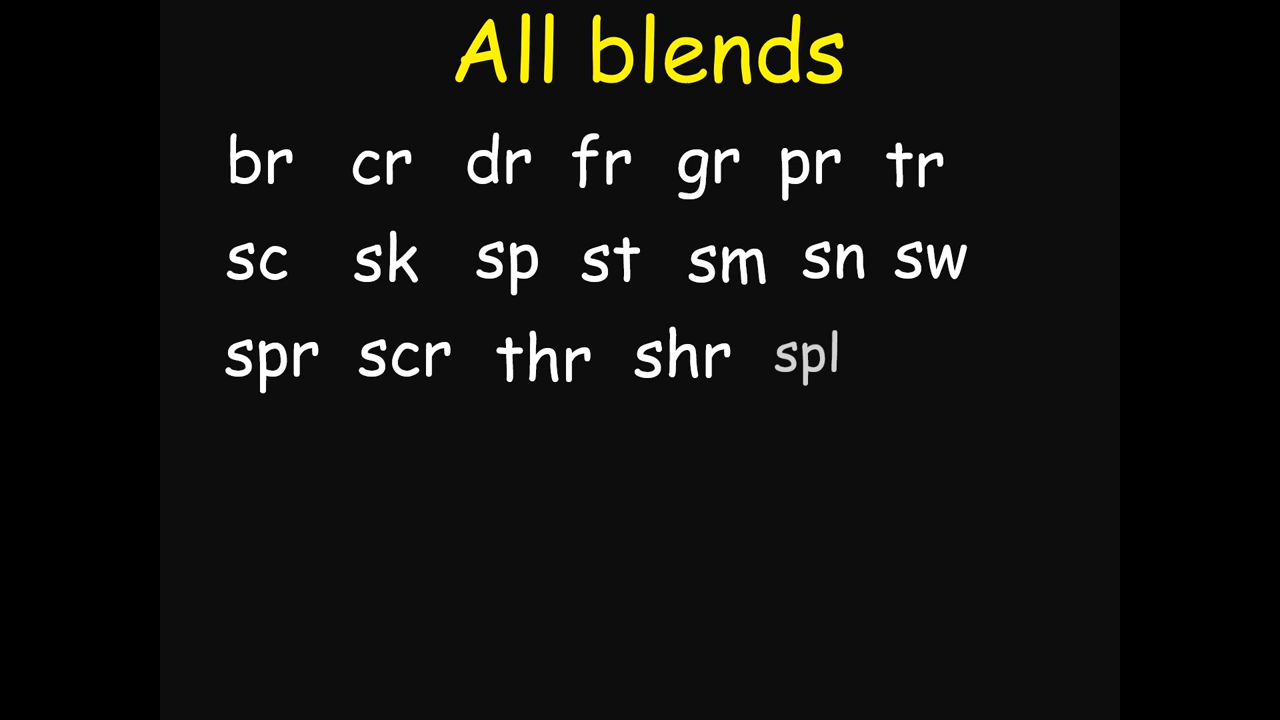 All blends
br cr dr fr gr pr tr
sc sk sp st sm sn sw
spr scr thr shr spl